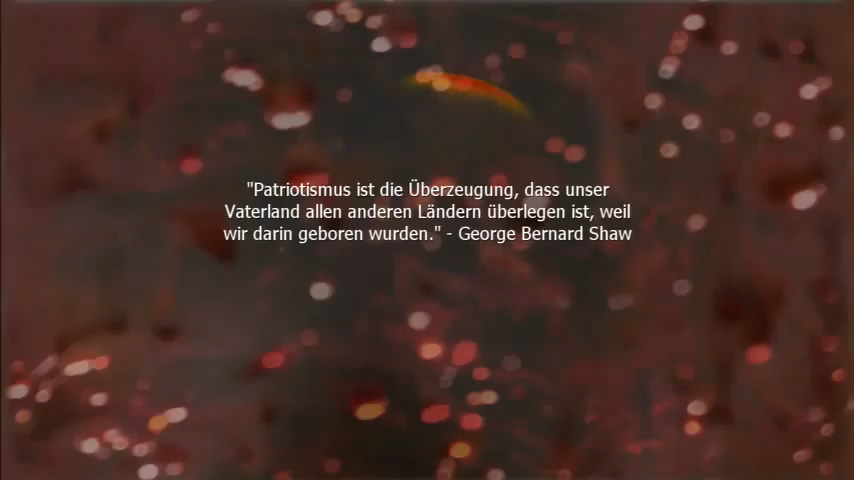 "Patriotismus ist die Überzeugung, dass unser
Vaterland allen anderen Ländern überlegen ist, weil
wir darin geboren wurden." - George Bernard Shaw